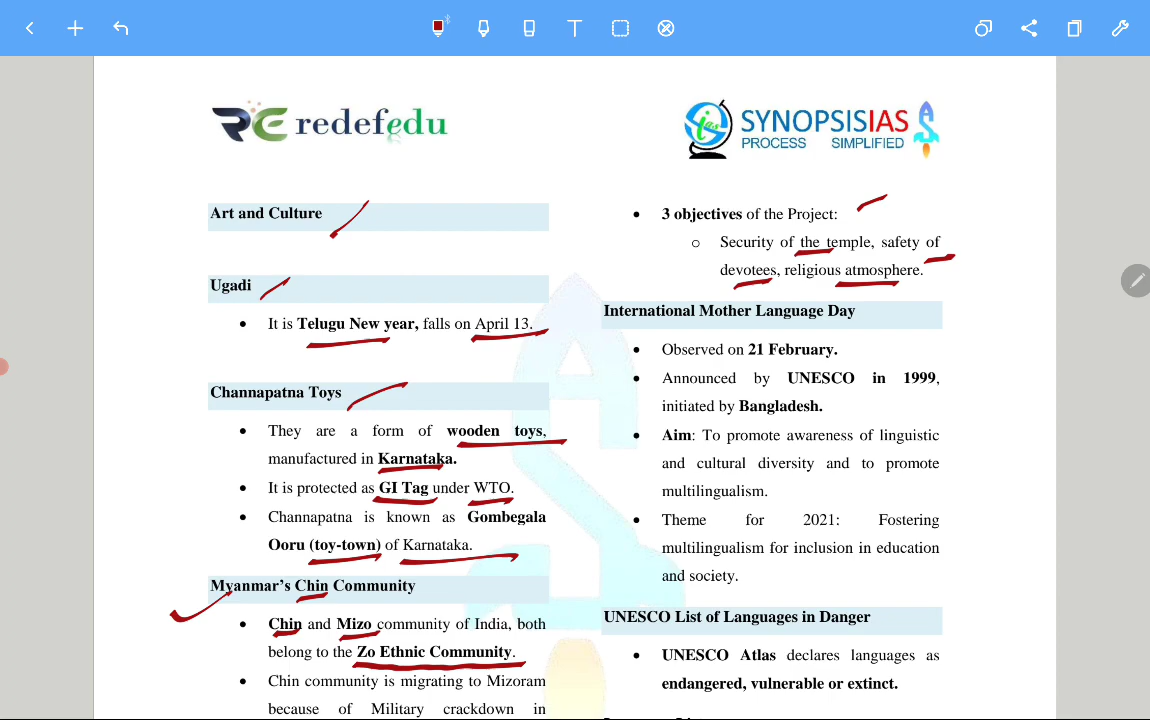 redefedu
SYNOPSISIAS
PROCESS SIMPLIFIED
Art and Culture
Ugadi
• It is Telugu New year, falls on April 13.
Channapatna Toys
• They are a form of wooden toys,
manufactured in Karnataka.
• It is protected as GI Tag under WTO.
• Channapatna is known as Gombegala
Ooru (toy-town) of Karnataka.
Myanmar's Chin Community
• Chin and Mizo community of India, both
belong to the Zo Ethnic Community.
• Chin community is migrating to Mizoram
because of Military crackdown in
• 3 objectives of the Project:
o Security of the temple, safety of
devotees, religious atmosphere.
International Mother Language Day
• Observed on 21 February.
• Announced by UNESCO in 1999,
initiated by Bangladesh.
• Aim: To promote awareness of linguistic
and cultural diversity and to promote
multilingualism.
• Theme for 2021: Fostering
multilingualism for inclusion in education
and society.
UNESCO List of Languages in Danger
• UNESCO Atlas declares languages as
endangered, vulnerable or extinct.